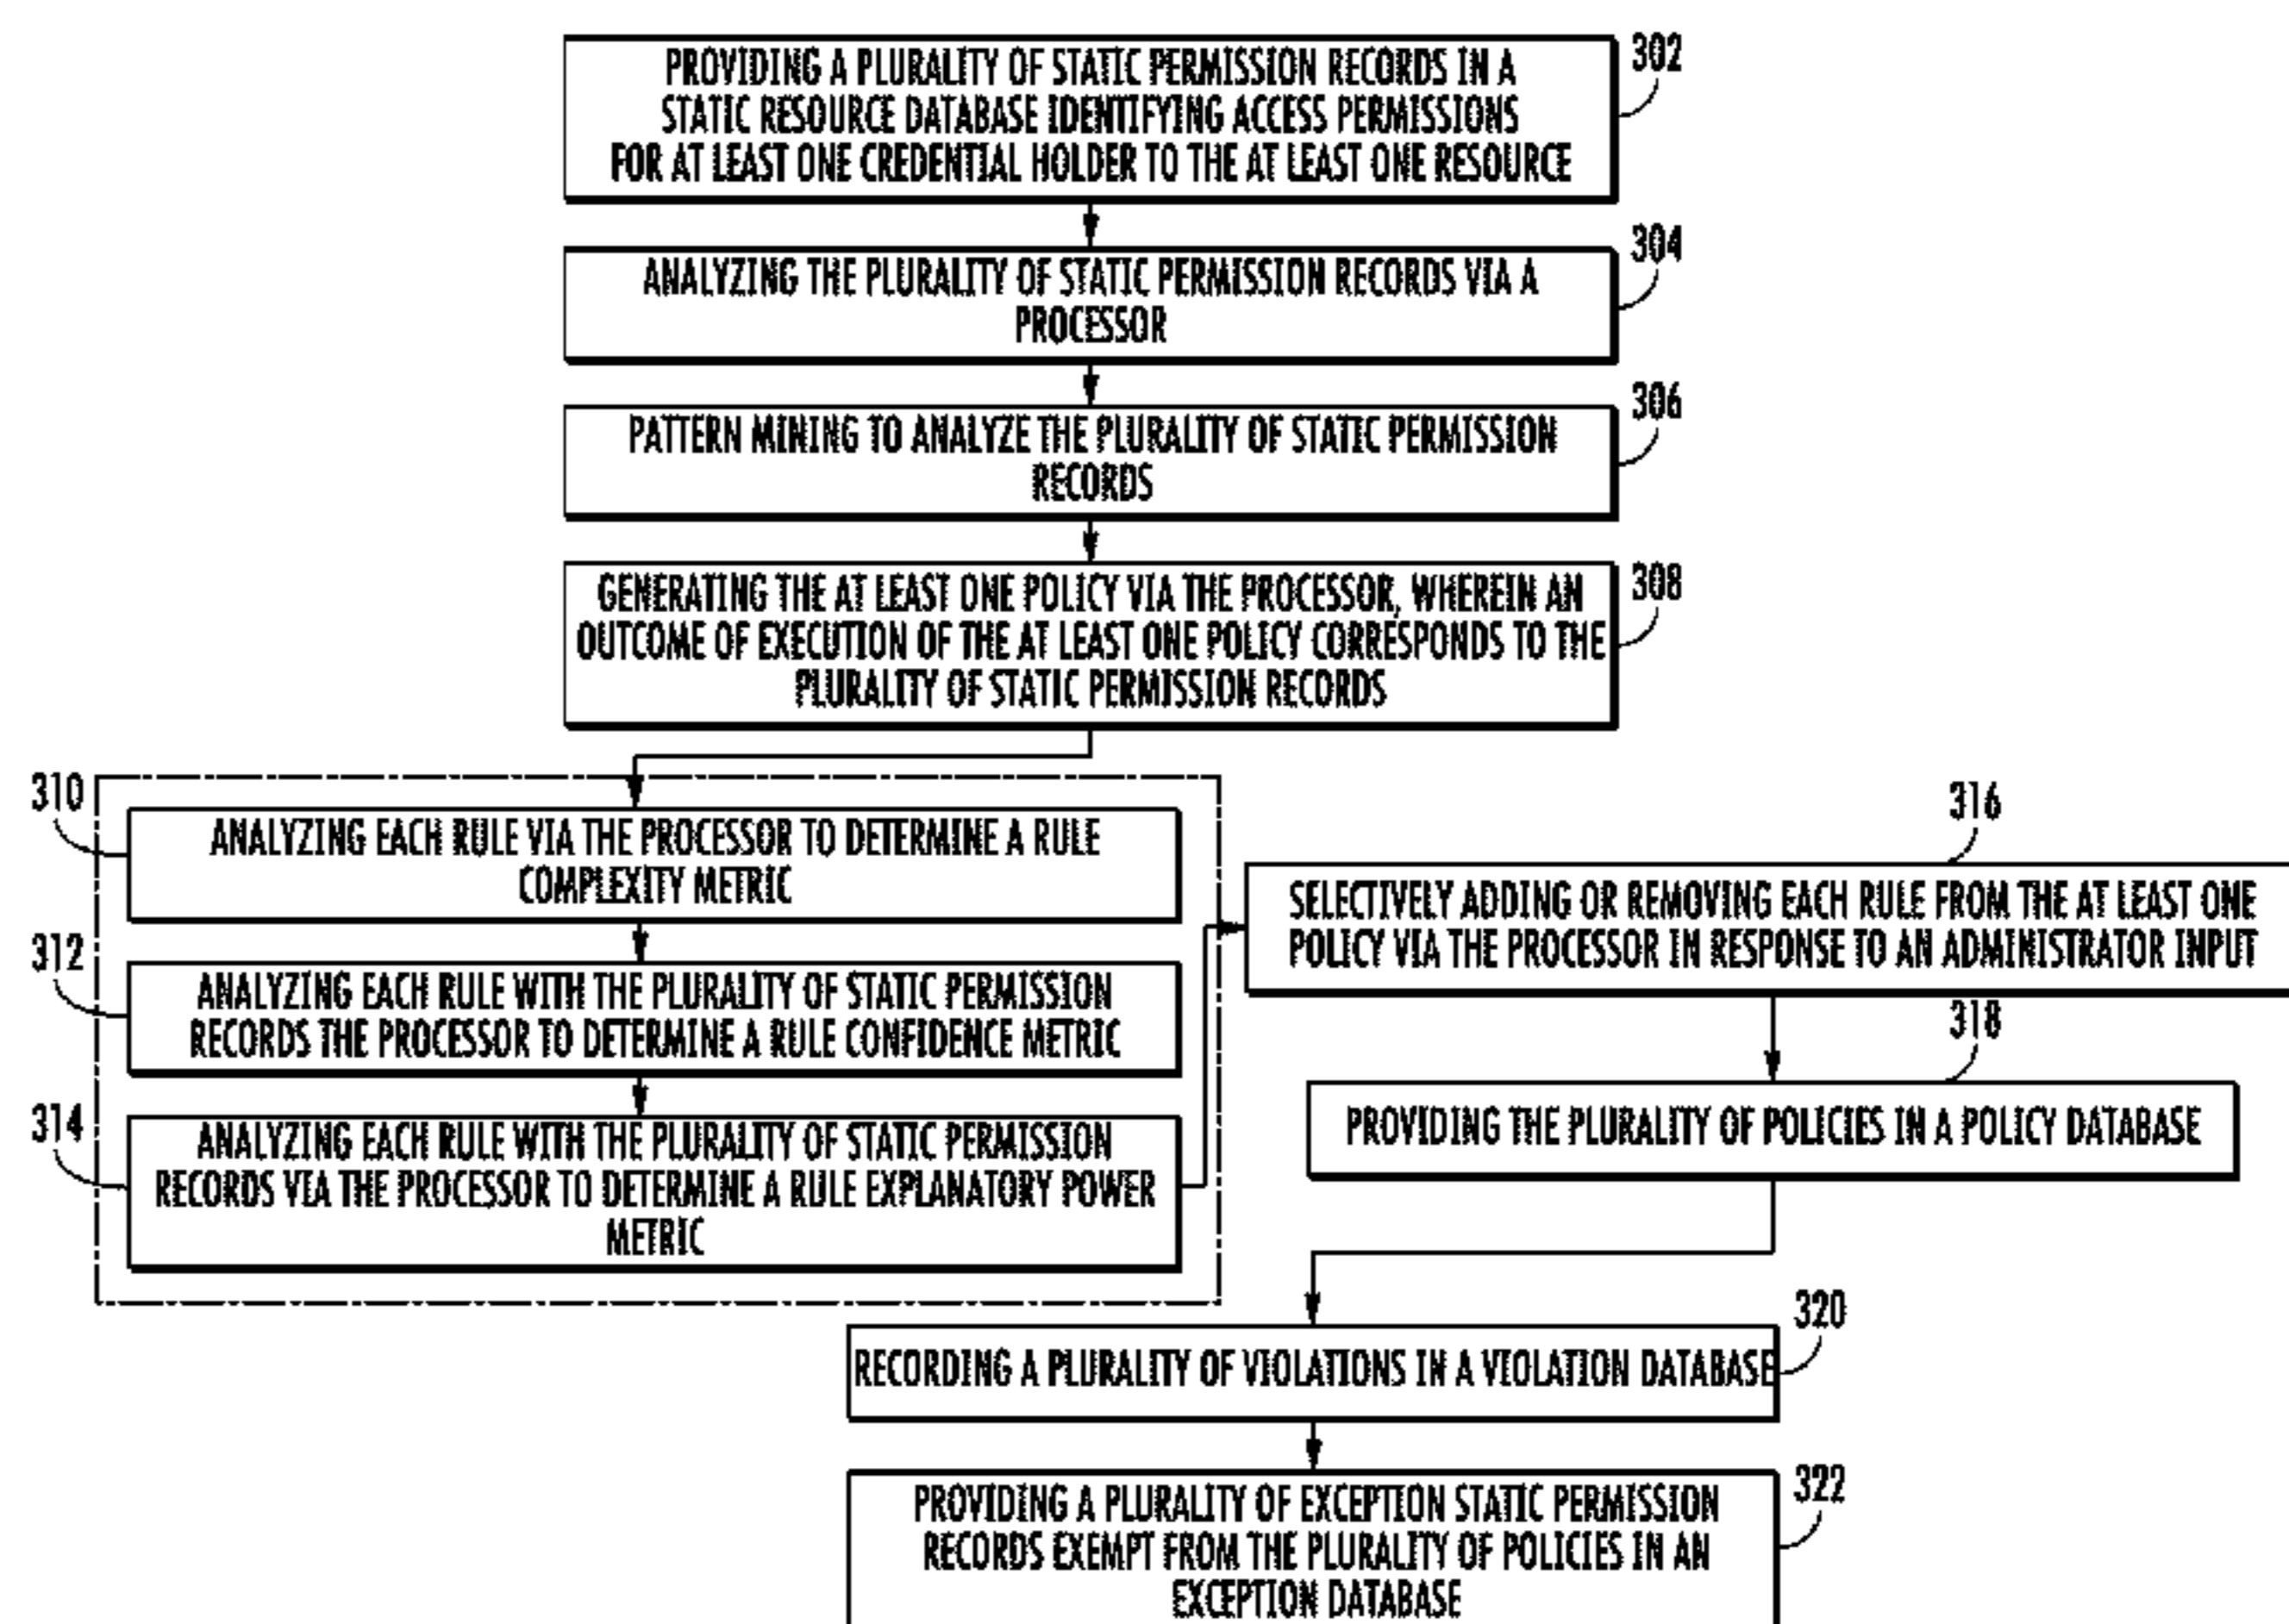 302
PROVIDING A PLURALITY OF STATIC PERMISSION RECORDS IN A
STATIC RESOURCE DATABASE IDENTIFYING ACCESS PERMISSIONS
FOR AT LEAST ONE CREDENTIAL HOLDER TO THE AT LEAST ONE RESOURCE
304
ANALYZING THE PLURALITY OF STATIC PERMISSION RECORDS VIA A
PROCESSOR
306
PATTERN MINING TO ANALYZE THE PLURALITY OF STATIC PERMISSION
RECORDS
308
GENERATING THE AT LEAST ONE POLICY VIA THE PROCESSOR, WHEREIN AN
OUTCOME OF EXECUTION OF THE AT LEAST ONE POLICY CORRESPONDS TO THE
PLURALITY OF STATIC PERMISSION RECORDS
310
ANALYZING EACH RULE VIA THE PROCESSOR TO DETERMINE A RULE
COMPLEXITY METRIC
312
ANALYZING EACH RULE WITH THE PLURALITY OF STATIC PERMISSION
RECORDS THE PROCESSOR TO DETERMINE A RULE CONFIDENCE METRIC
314
ANALYZING EACH RULE WITH THE PLURALITY OF STATIC PERMISSION
RECORDS VIA THE PROCESSOR TO DETERMINE A RULE EXPLANATORY POWER
METRIC
316
SELECTIVELY ADDING OR REMOVING EACH RULE FROM THE AT LEAST ONE
POLICY VIA THE PROCESSOR IN RESPONSE TO AN ADMINISTRATOR INPUT
318
PROVIDING THE PLURALITY OF POLICIES IN A POLICY DATABASE
320
RECORDING A PLURALITY OF VIOLATIONS IN A VIOLATION DATABASE
322
PROVIDING A PLURALITY OF EXCEPTION STATIC PERMISSION
RECORDS EXEMPT FROM THE PLURALITY OF POLICIES IN AN
EXCEPTION DATABASE